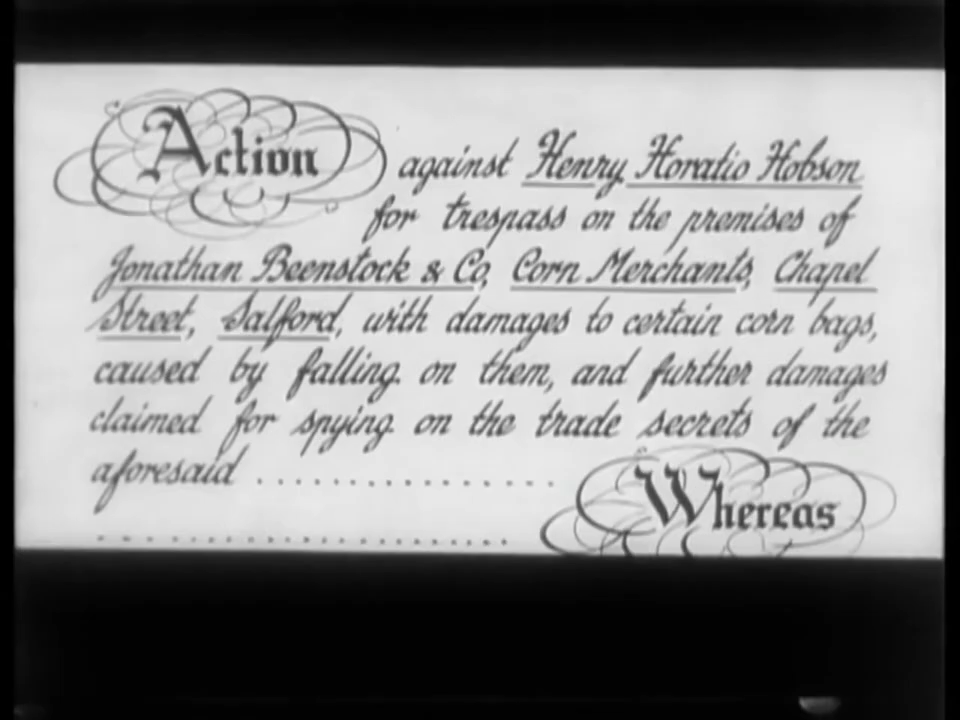 Action against Henry Horatio Hobson
for trespass on the premises of
Jonathan Beenstock & Co, Corn Merchants, Chapel
Street, Salford, with damages to certain corn bags,
caused by falling on them, and further damages
claimed for spying on the trade secrets of the
aforesaid ..................
........................ Whereas